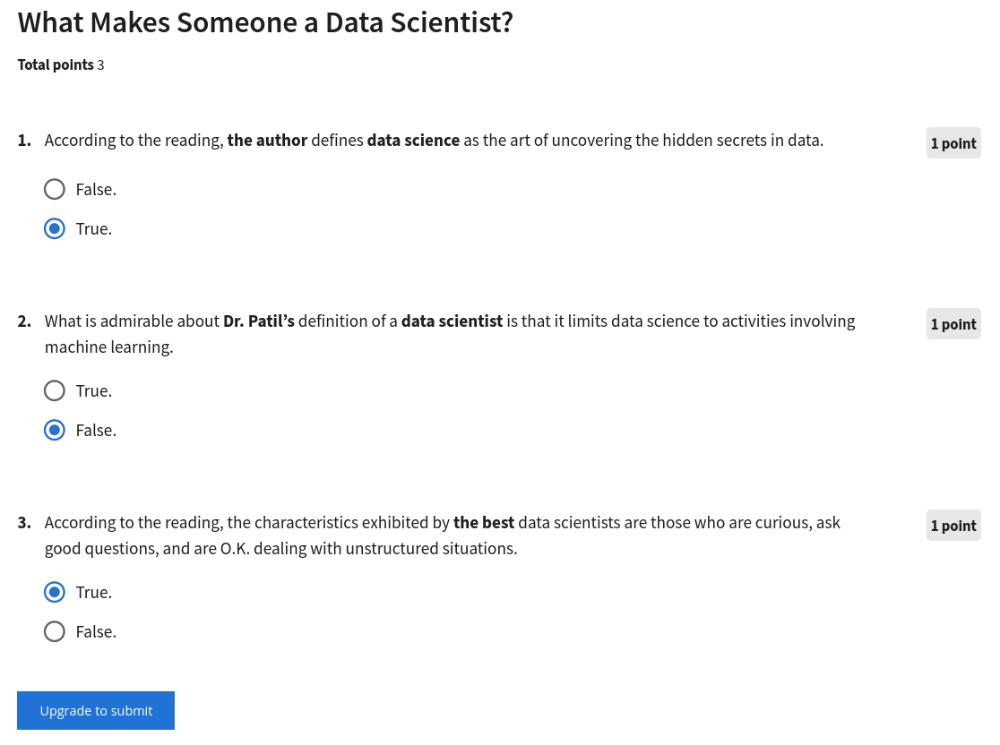 What Makes Someone a Data Scientist?
Total points 3
1. According to the reading, the author defines data science as the art of uncovering the hidden secrets in data.
1 point
False.
True.
2. What is admirable about Dr. Patil’s definition of a data scientist is that it limits data science to activities involving
machine learning.
1 point
True.
False.
3. According to the reading, the characteristics exhibited by the best data scientists are those who are curious, ask
good questions, and are O.K. dealing with unstructured situations.
1 point
True.
False.
Upgrade to submit